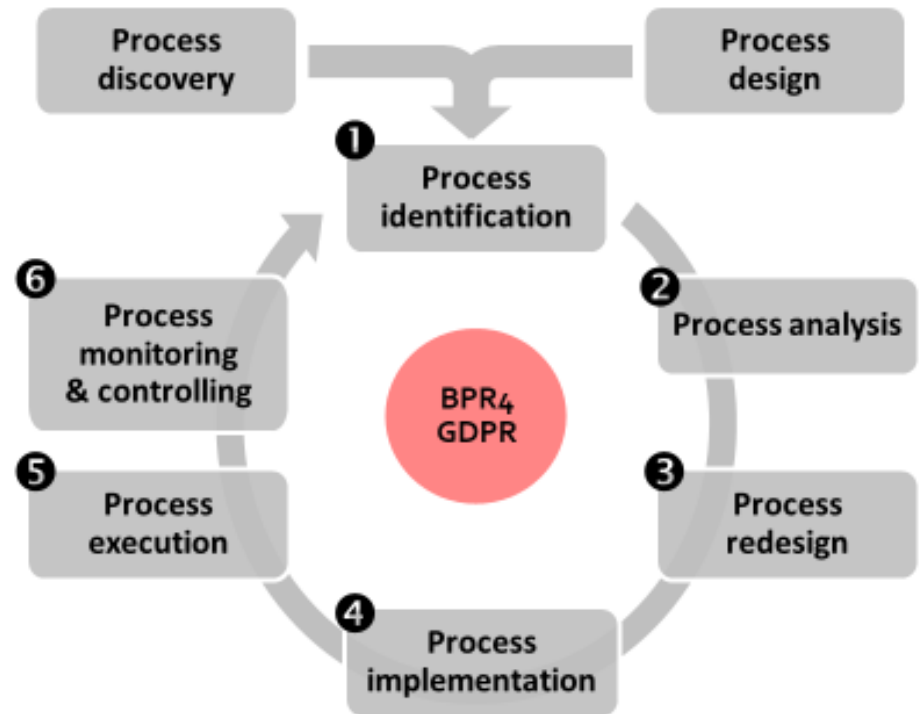 Process
discovery
Process
design
1
Process
identification
2
Process analysis
3
Process
redesign
4
Process
implementation
5
Process
execution
6
Process
monitoring
& controlling
BPR4
GDPR